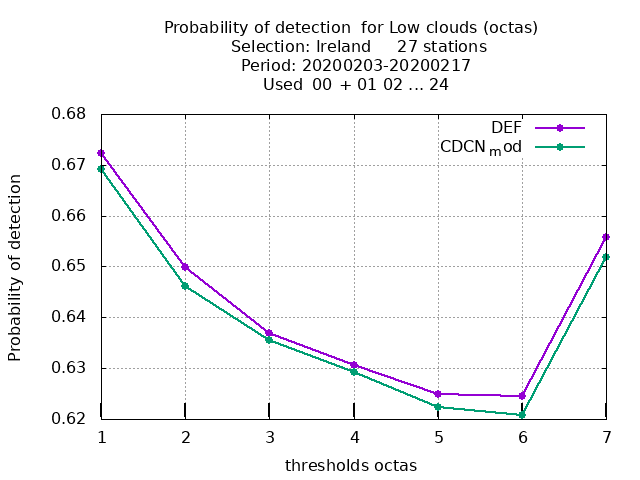 Probability of detection  for Low clouds (octas)
Selection: Ireland     27 stations
Period: 20200203-20200217
Used  00 + 01 02 ... 24
0.68
DEF
CDCN_mod
0.67
0.66
0.65
0.64
0.63
0.62
Probability of detection
1 2 3 4 5 6 7
thresholds octas